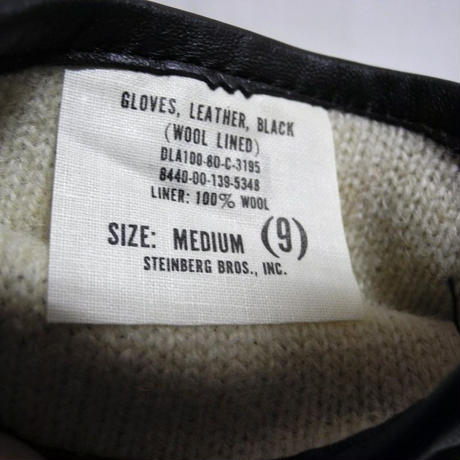 GLOVES, LEATHER, BLACK
(WOOL LINED)
DLA100-80-C-3195
8440-00-139-5348
LINER: 100% WOOL
SIZE: MEDIUM (9)
STEINBERG BROS., INC.